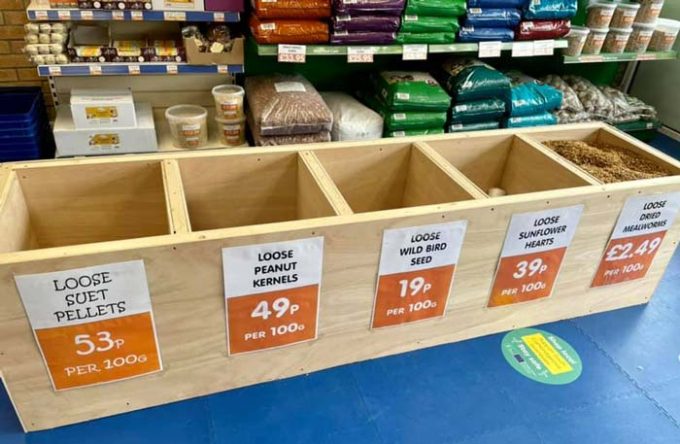 LOOSE
SUET
PELLETS
53P
PER 100G
LOOSE
PEANUT
KERNELS
49P
PER 100G
LOOSE
WILD BIRD
SEED
19P
PER 100G
LOOSE
SUNFLOWER
HEARTS
39P
PER 100G
LOOSE
DRIED
MEALWORMS
£2.49
PER 100G